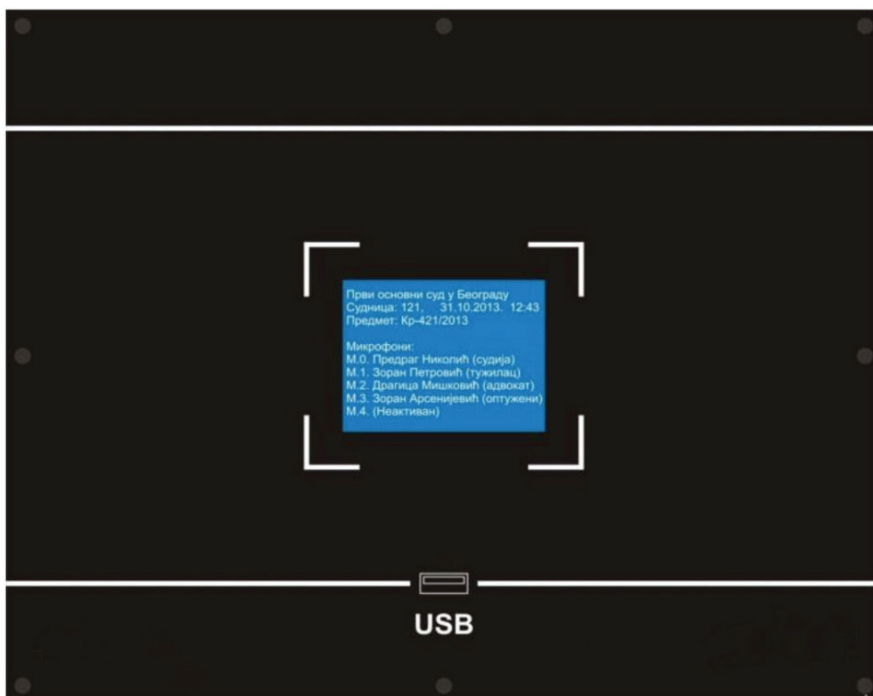 Први основни суд у Београду
Судница: 121, 31.10.2013. 12:43
Предмет: Кр-421/2013
Микрофони:
М.0. Предраг Николић (судија)
М.1. Зоран Петровић (тужилац)
М.2. Драгица Мишковић (адвокат)
М.3. Зоран Арсенијевић (оптужени)
М.4. (Неактиван)
USB